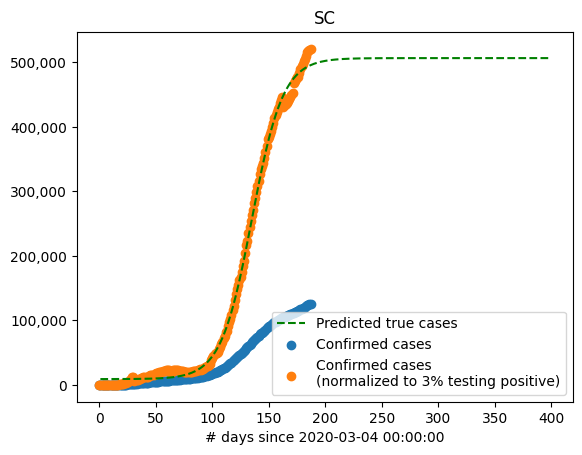 SC
500,000
400,000
300,000
200,000
100,000
0
0 50 100 150 200 250 300 350 400
# days since 2020-03-04 00:00:00
Predicted true cases
Confirmed cases
Confirmed cases
(normalized to 3% testing positive)